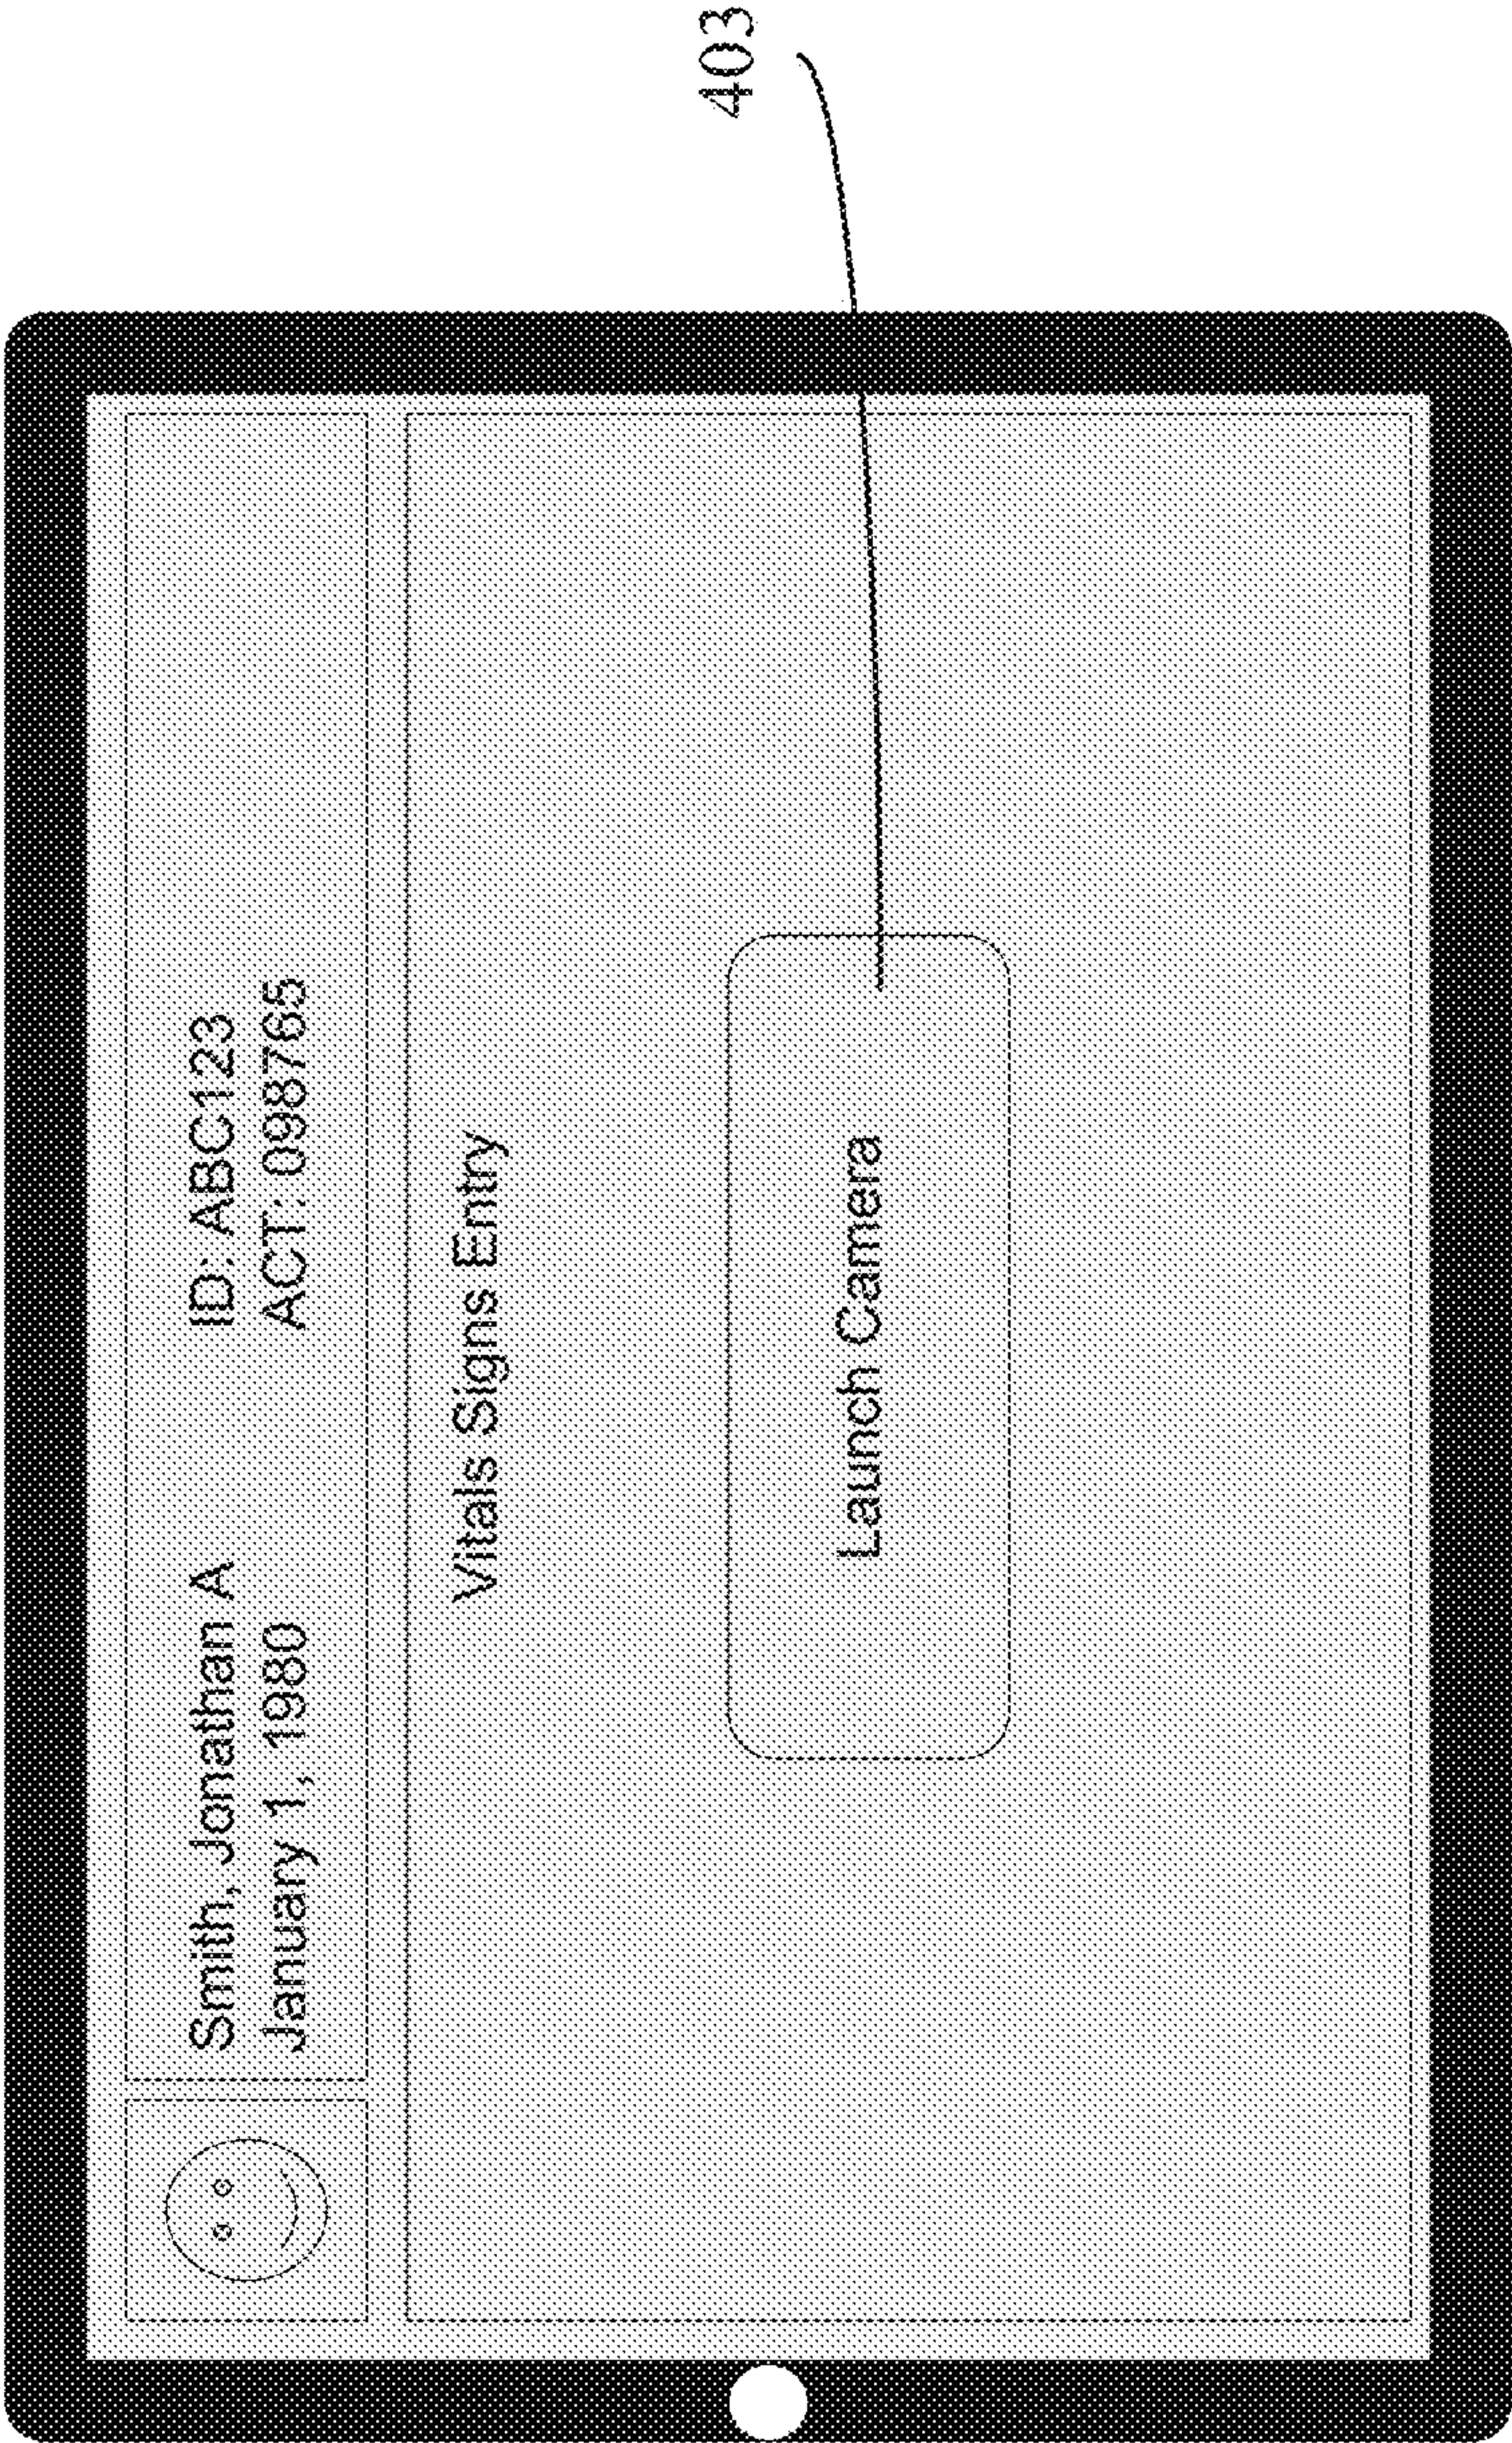 403
Smith, Jonathan A
January 1, 1980
ID: ABC123
ACT: 098765
Vitals Signs Entry
Launch Camera